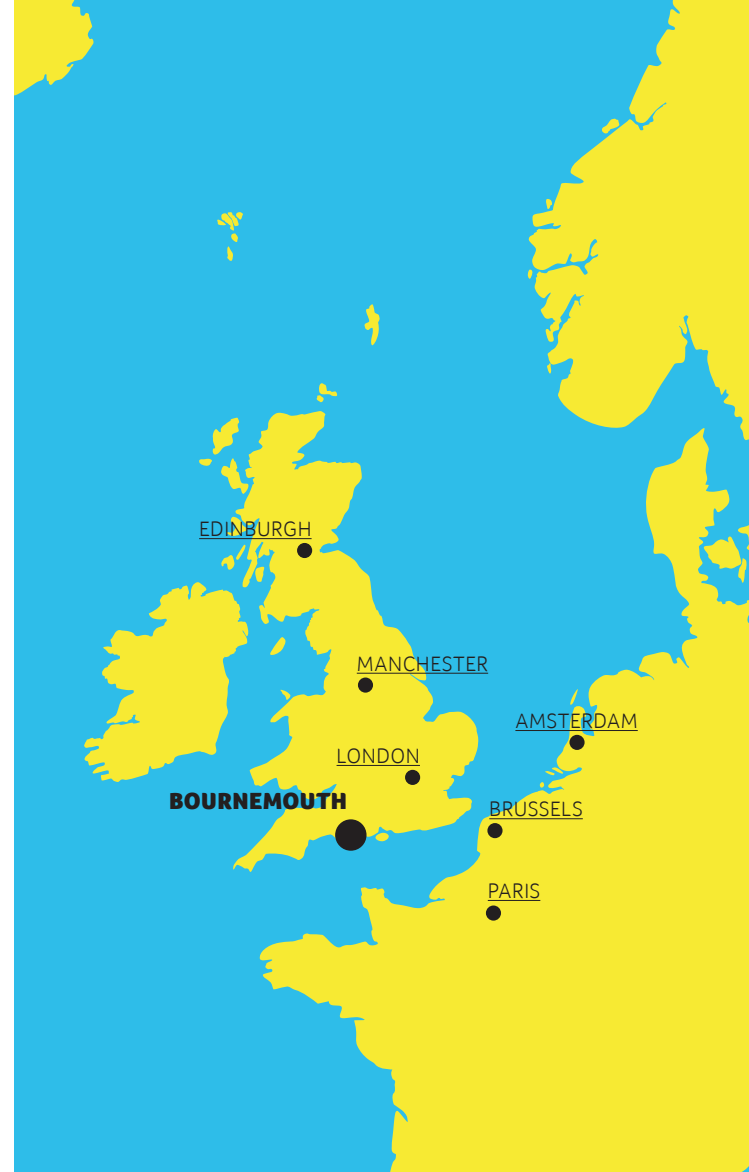 EDINBURGH
MANCHESTER
AMSTERDAM
LONDON
BOURNEMOUTH
BRUSSELS
PARIS